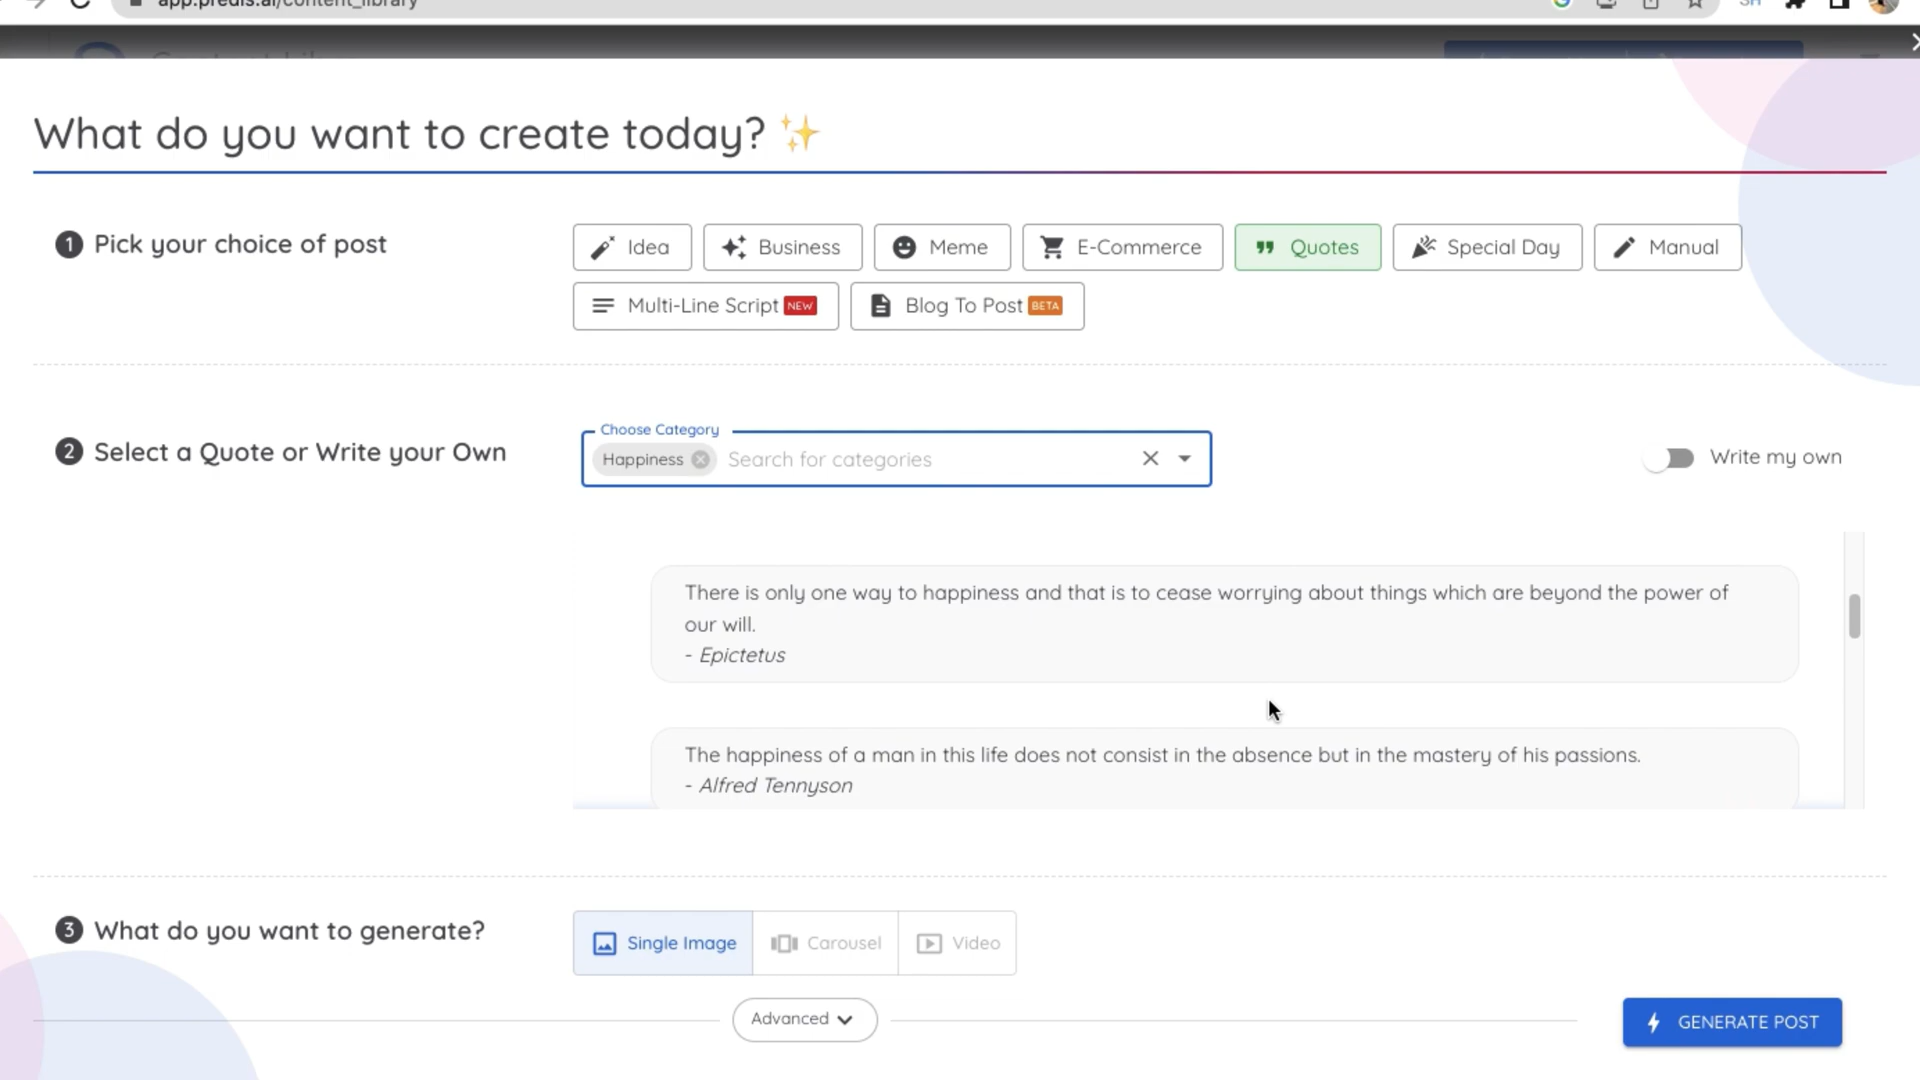 app.predis.ai/content_library
What do you want to create today? ✨
1 Pick your choice of post
Idea
Business
Meme
E-Commerce
Quotes
Special Day
Manual
Multi-Line Script NEW
Blog To Post BETA
2 Select a Quote or Write your Own
Choose Category
Happiness Search for categories
Write my own
There is only one way to happiness and that is to cease worrying about things which are beyond the power of
our will.
- Epictetus
The happiness of a man in this life does not consist in the absence but in the mastery of his passions.
- Alfred Tennyson
3 What do you want to generate?
Single Image
Carousel
Video
Advanced
GENERATE POST